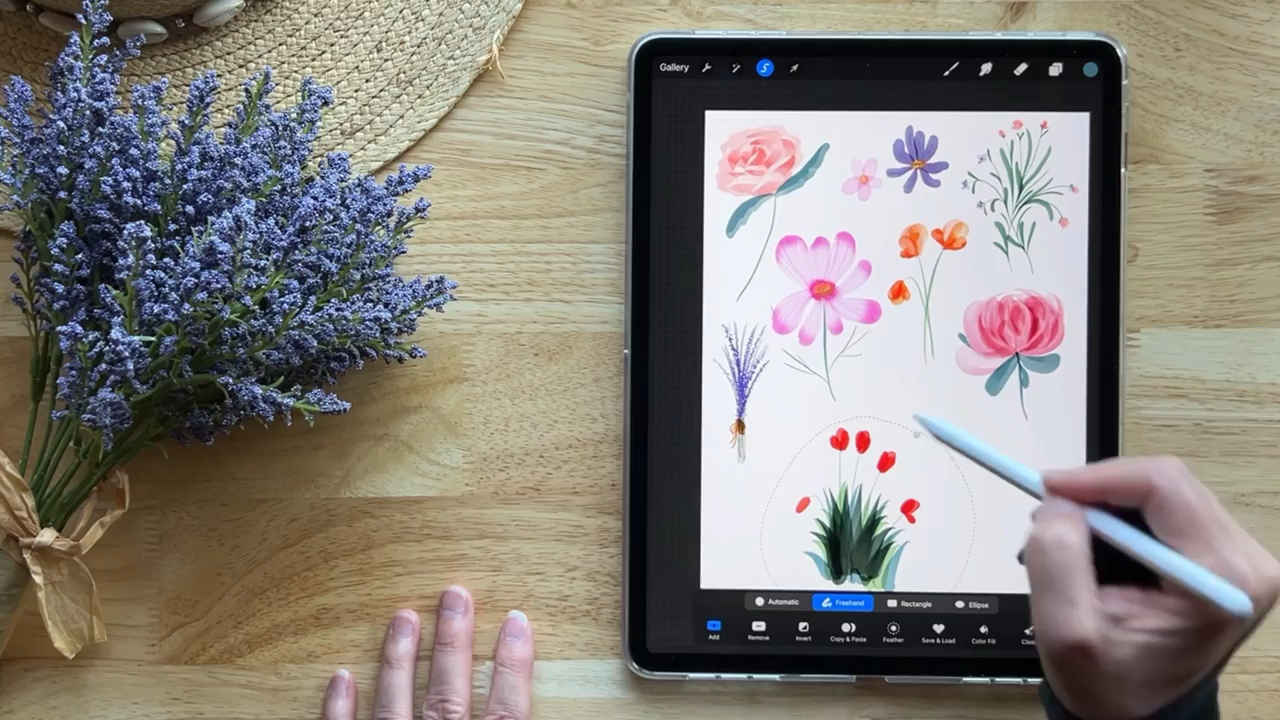 Gallery
Automatic Freehand Rectangle Ellipse
Add Remove Invert Copy & Paste Feather Save & Load Color Fill